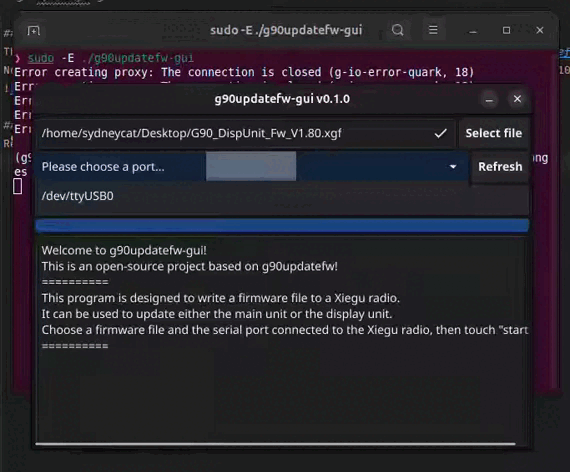 sudo -E ./g90updatefw-gui
❯ sudo -E ./g90updatefw-gui
Error creating proxy: The connection is closed (g-io-error-quark, 18)
g90updatefw-gui v0.1.0
/home/sydneycat/Desktop/G90_DispUnit_Fw_V1.80.xgf
Select file
Please choose a port...
Refresh
/dev/ttyUSB0
Welcome to g90updatefw-gui!
This is an open-source project based on g90updatefw!
==========
This program is designed to write a firmware file to a Xiegu radio.
It can be used to update either the main unit or the display unit.
Choose a firmware file and the serial port connected to the Xiegu radio, then touch "start
==========